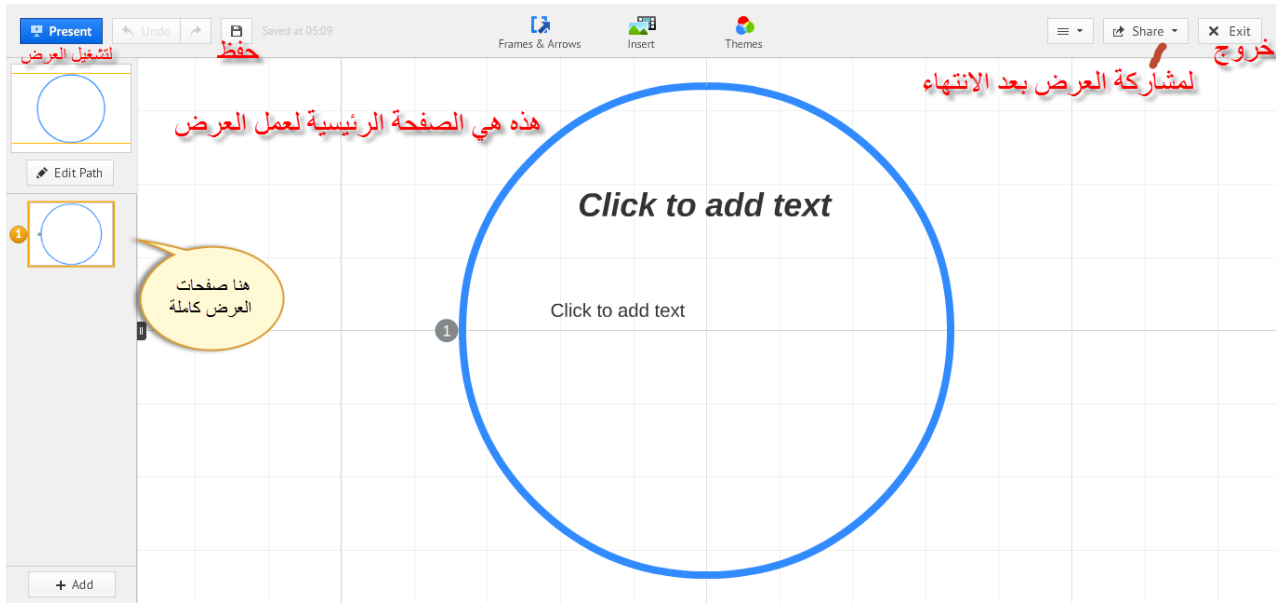 Present
Undo
Saved at 05:09
Frames & Arrows
Insert
Themes
Share
Exit
لتشغيل العرض
حفظ
خروج
لمشاركة العرض بعد الانتهاء
هذه هي الصفحة الرئيسية لعمل العرض
Edit Path
Click to add text
1
هنا صفحات
العرض كاملة
Click to add text
1
Add